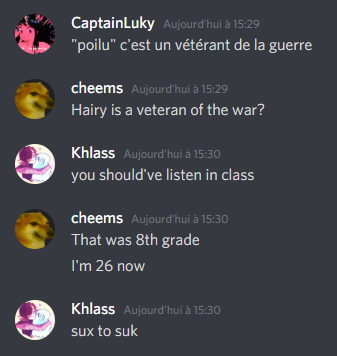 CaptainLuky Aujourd'hui à 15:29
"poilu" c'est un vétérant de la guerre
cheems Aujourd'hui à 15:29
Hairy is a veteran of the war?
Khlass Aujourd'hui à 15:30
you should've listen in class
cheems Aujourd'hui à 15:30
That was 8th grade
I'm 26 now
Khlass Aujourd'hui à 15:30
sux to suk